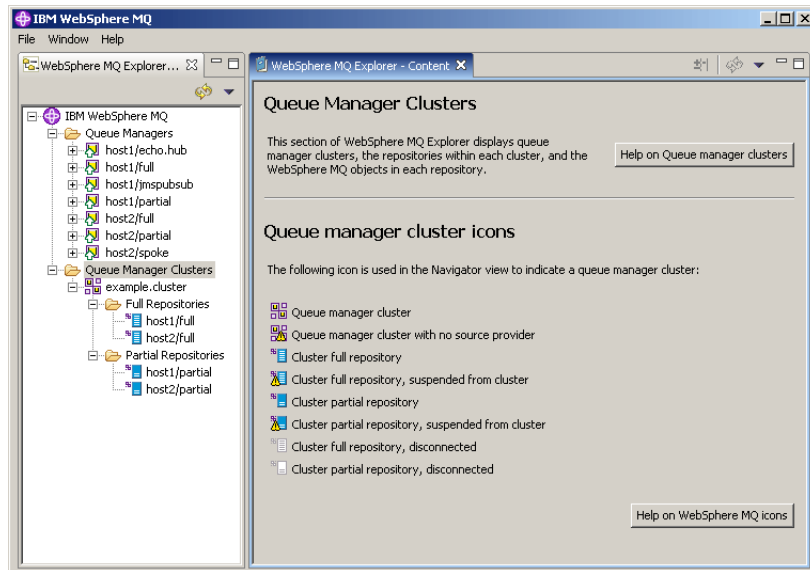 IBM WebSphere MQ
File Window Help
WebSphere MQ Explorer...
IBM WebSphere MQ
Queue Managers
host1/echo.hub
host1/full
host1/jmspubsub
host1/partial
host2/full
host2/partial
host2/spoke
Queue Manager Clusters
example.cluster
Full Repositories
host1/full
host2/full
Partial Repositories
host1/partial
host2/partial
WebSphere MQ Explorer - Content
Queue Manager Clusters
This section of WebSphere MQ Explorer displays queue
manager clusters, the repositories within each cluster, and the
WebSphere MQ objects in each repository.
Help on Queue manager clusters
Queue manager cluster icons
The following icon is used in the Navigator view to indicate a queue manager cluster:
Queue manager cluster
Queue manager cluster with no source provider
Cluster full repository
Cluster full repository, suspended from cluster
Cluster partial repository
Cluster partial repository, suspended from cluster
Cluster full repository, disconnected
Cluster partial repository, disconnected
Help on WebSphere MQ icons